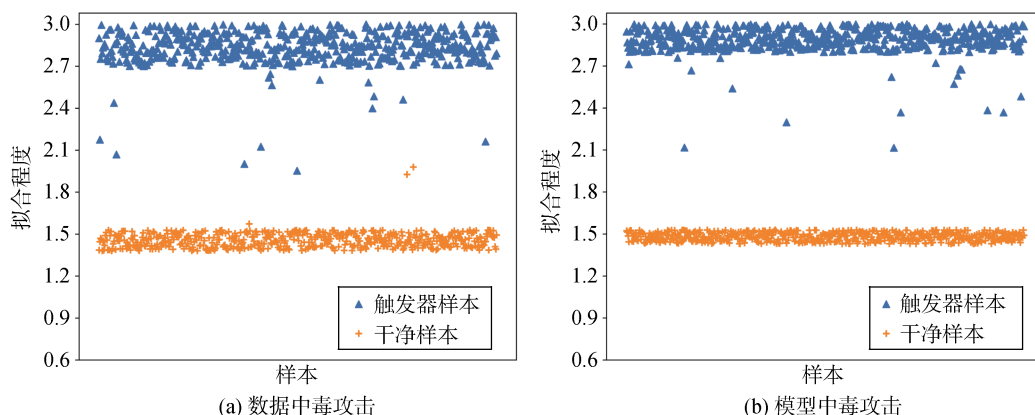 3.0
2.7
2.4
2.1
1.8
1.5
1.2
0.9
0.6
拟合程度
触发器样本
干净样本
样本
(a) 数据中毒攻击
3.0
2.7
2.4
2.1
1.8
1.5
1.2
0.9
0.6
拟合程度
触发器样本
干净样本
样本
(b) 模型中毒攻击